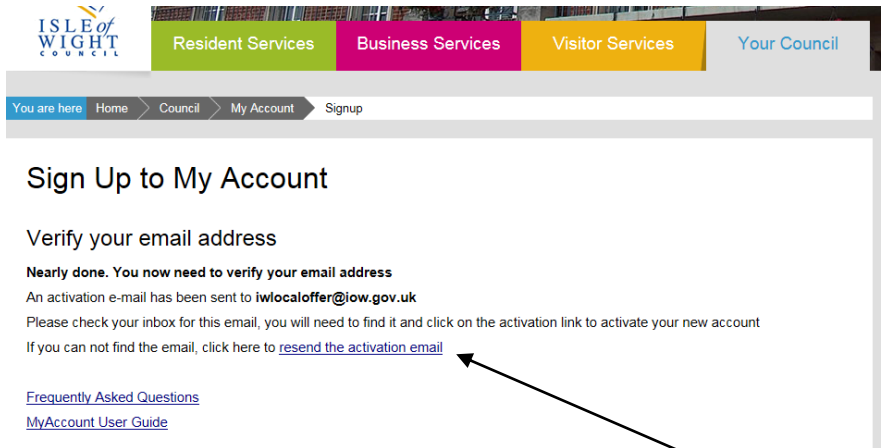 ISLE of
WIGHT
COUNCIL
Resident Services
Business Services
Visitor Services
Your Council
You are here Home Council My Account Signup
Sign Up to My Account
Verify your email address
Nearly done. You now need to verify your email address
An activation e-mail has been sent to iwlocaloffer@iow.gov.uk
Please check your inbox for this email, you will need to find it and click on the activation link to activate your new account
If you can not find the email, click here to resend the activation email
Frequently Asked Questions
MyAccount User Guide